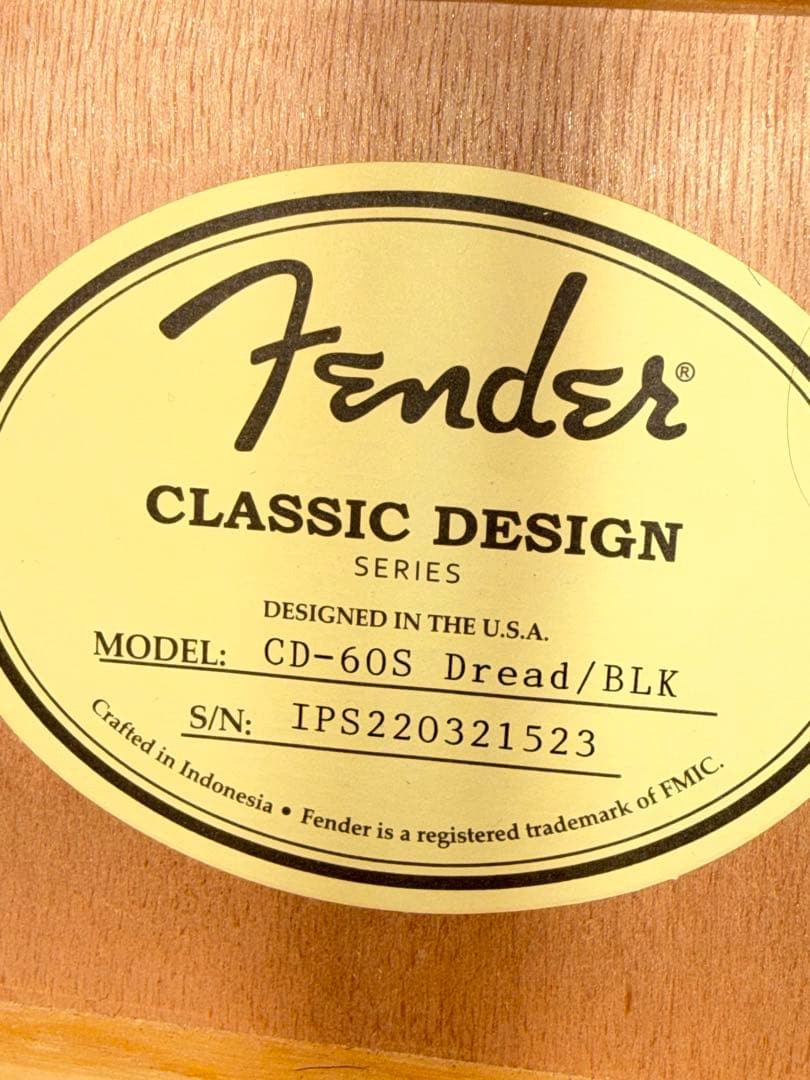 Fender®
CLASSIC DESIGN
SERIES
DESIGNED IN THE U.S.A.
MODEL: CD-60S Dread/BLK
S/N: IPS220321523
Crafted in Indonesia • Fender is a registered trademark of FMIC.